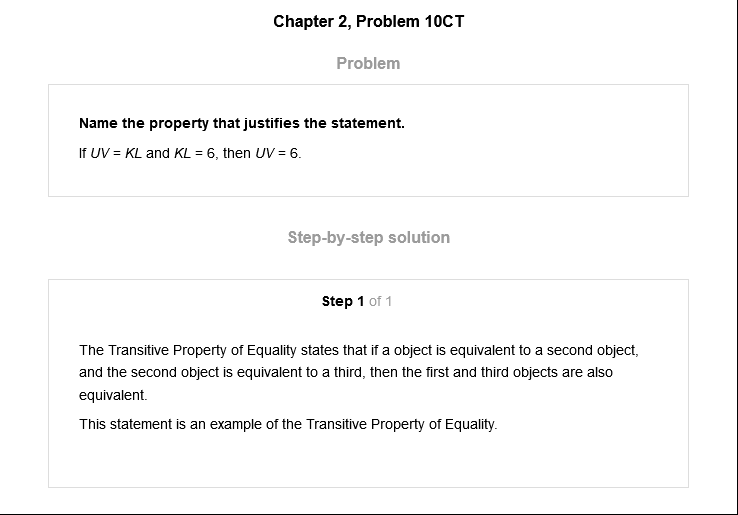 Chapter 2, Problem 10CT
Problem
Name the property that justifies the statement.
If UV = KL and KL = 6, then UV = 6.
Step-by-step solution
Step 1 of 1
The Transitive Property of Equality states that if a object is equivalent to a second object,
and the second object is equivalent to a third, then the first and third objects are also
equivalent.
This statement is an example of the Transitive Property of Equality.